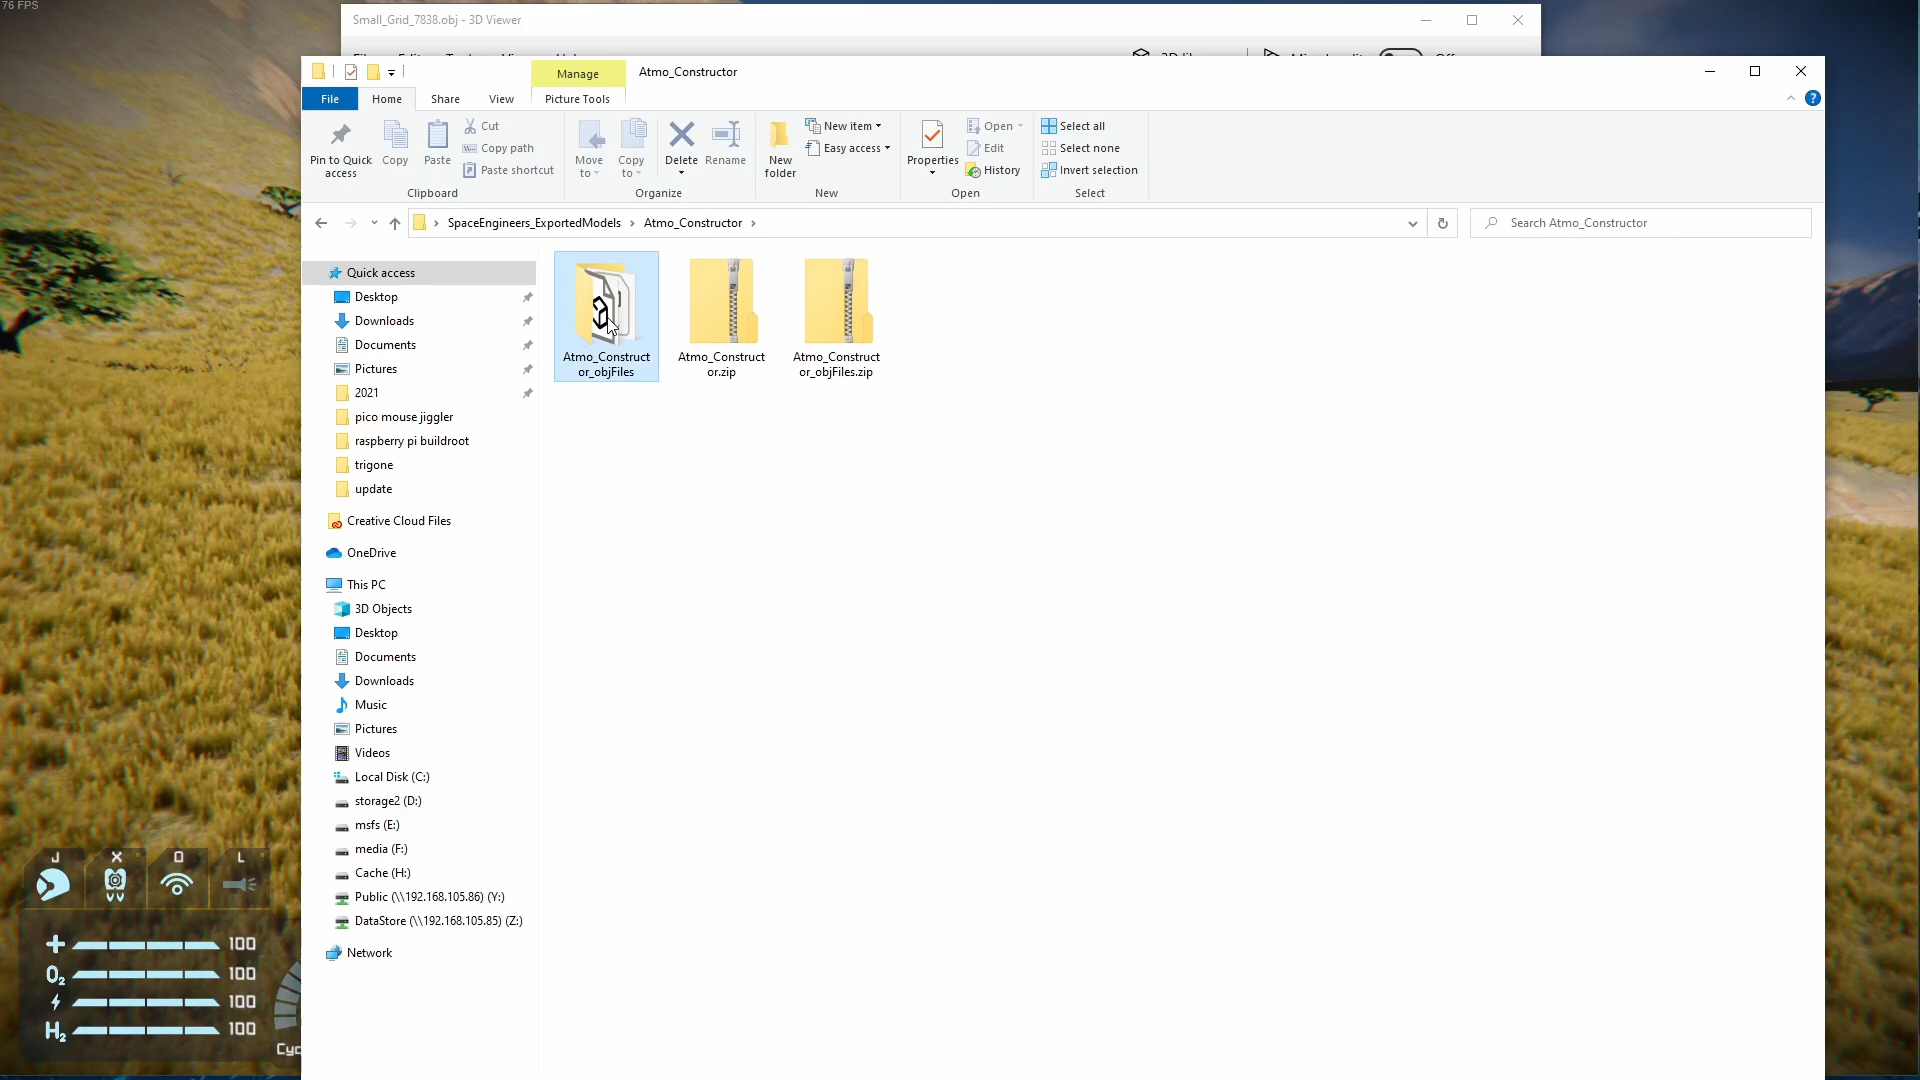 76 FPS
Small_Grid_7838.obj - 3D Viewer
Manage
Atmo_Constructor
File
Home
Share
View
Picture Tools
Pin to Quick access
Copy
Paste
Cut
Copy path
Paste shortcut
Clipboard
Move to
Copy to
Delete
Rename
Organize
New folder
New item
Easy access
New
Properties
Open
Edit
History
Open
Select all
Select none
Invert selection
Select
SpaceEngineers_ExportedModels
Atmo_Constructor
Search Atmo_Constructor
Quick access
Desktop
Downloads
Documents
Pictures
2021
pico mouse jiggler
raspberry pi buildroot
trigone
update
Creative Cloud Files
OneDrive
This PC
3D Objects
Desktop
Documents
Downloads
Music
Pictures
Videos
Local Disk (C:)
storage2 (D:)
msfs (E:)
media (F:)
Cache (H:)
Public (\\192.168.105.86) (Y:)
DataStore (\\192.168.105.85) (Z:)
Network
Atmo_Construct
or_objFiles
Atmo_Construct
or.zip
Atmo_Construct
or_objFiles.zip
J X O L
100
O2 100
100
H2 100
Cyc